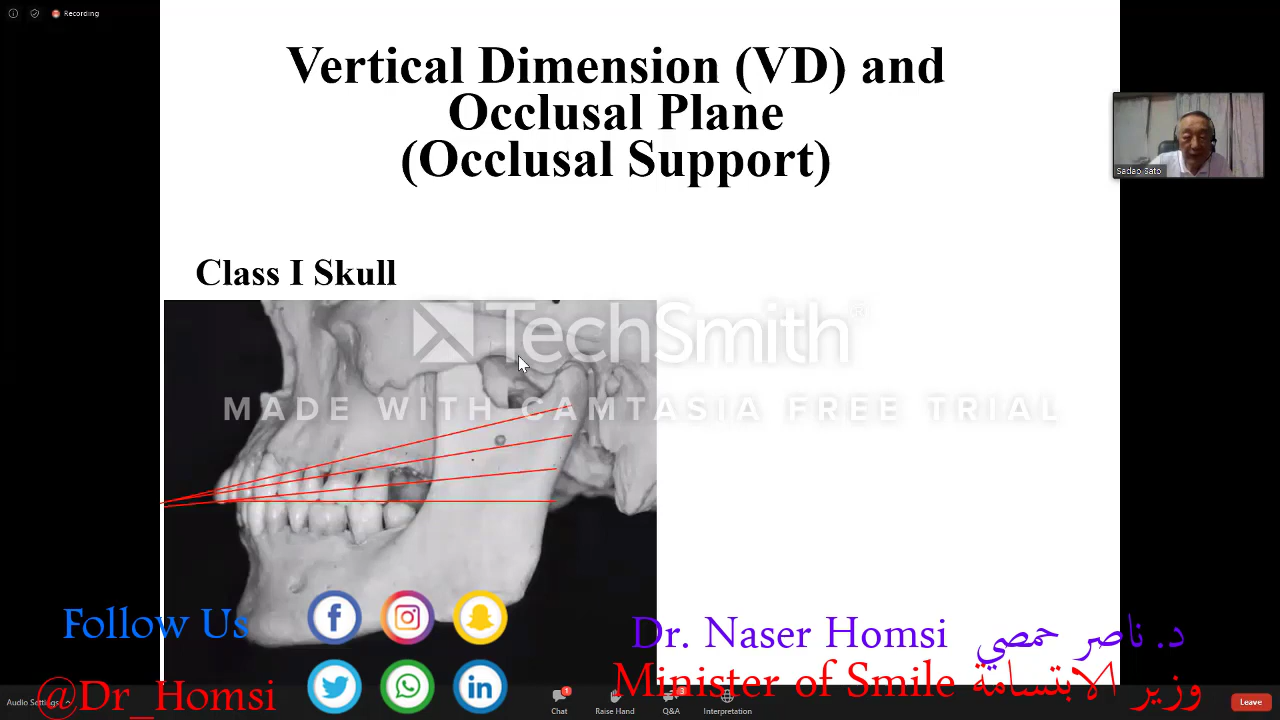 Recording
Vertical Dimension (VD) and
Occlusal Plane
(Occlusal Support)
Sadao Sato
Class I Skull
TechSmith®
MADE WITH CAMTASIA FREE TRIAL
Follow Us
Dr. Naser Homsi د. ناصر حمصي
@Dr_Homsi
Minister of Smile وزير الابتسامة
Audio Settings
1
Chat
Raise Hand
3
Q&A
Interpretation
Leave